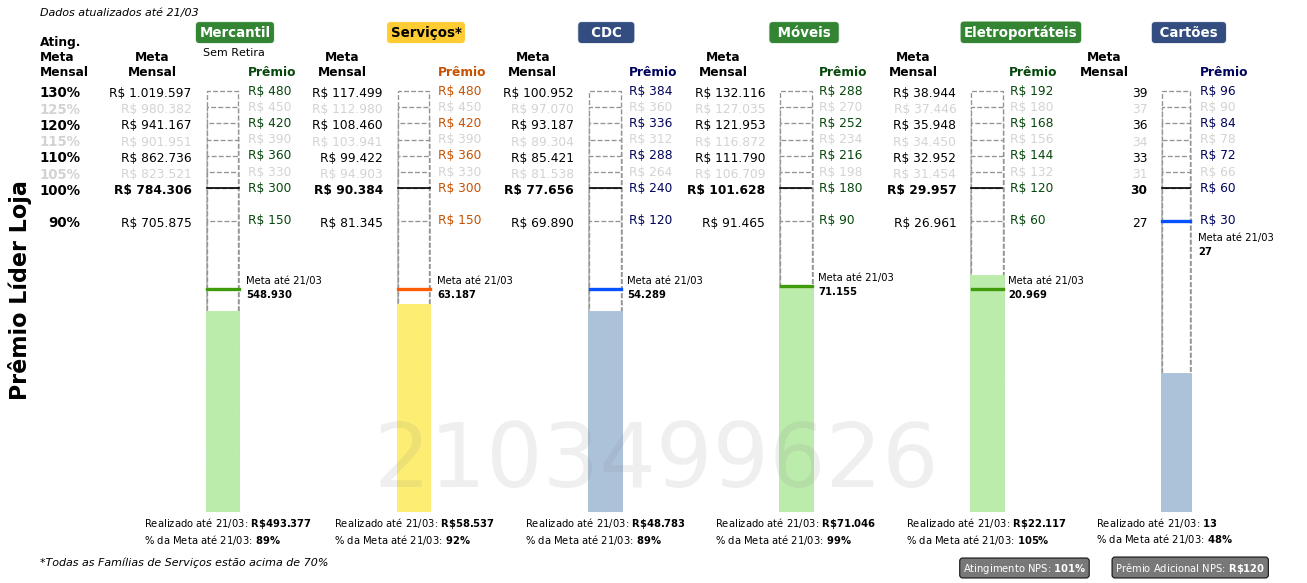 Dados atualizados até 21/03
Mercantil Serviços* CDC Móveis Eletroportáteis Cartões
Sem Retira
Ating. Meta Mensal
Meta Mensal Prêmio Meta Mensal Prêmio Meta Mensal Prêmio Meta Mensal Prêmio Meta Mensal Prêmio Meta Mensal Prêmio
130% R$ 1.019.597 R$ 480 R$ 117.499 R$ 480 R$ 100.952 R$ 384 R$ 132.116 R$ 288 R$ 38.944 R$ 192 39 R$ 96
125% R$ 980.382 R$ 450 R$ 112.980 R$ 450 R$ 97.070 R$ 360 R$ 127.035 R$ 270 R$ 37.446 R$ 180 37 R$ 90
120% R$ 941.167 R$ 420 R$ 108.460 R$ 420 R$ 93.187 R$ 336 R$ 121.953 R$ 252 R$ 35.948 R$ 168 36 R$ 84
115% R$ 901.951 R$ 390 R$ 103.941 R$ 390 R$ 89.304 R$ 312 R$ 116.872 R$ 234 R$ 34.450 R$ 156 34 R$ 78
110% R$ 862.736 R$ 360 R$ 99.422 R$ 360 R$ 85.421 R$ 288 R$ 111.790 R$ 216 R$ 32.952 R$ 144 33 R$ 72
105% R$ 823.521 R$ 330 R$ 94.903 R$ 330 R$ 81.538 R$ 264 R$ 106.709 R$ 198 R$ 31.454 R$ 132 31 R$ 66
100% R$ 784.306 R$ 300 R$ 90.384 R$ 300 R$ 77.656 R$ 240 R$ 101.628 R$ 180 R$ 29.957 R$ 120 30 R$ 60
90% R$ 705.875 R$ 150 R$ 81.345 R$ 150 R$ 69.890 R$ 120 R$ 91.465 R$ 90 R$ 26.961 R$ 60 27 R$ 30
Prêmio Líder Loja
Meta até 21/03
548.930
Meta até 21/03
63.187
Meta até 21/03
54.289
Meta até 21/03
71.155
Meta até 21/03
20.969
Meta até 21/03
27
2103499626
Realizado até 21/03: R$493.377
% da Meta até 21/03: 89%
Realizado até 21/03: R$58.537
% da Meta até 21/03: 92%
Realizado até 21/03: R$48.783
% da Meta até 21/03: 89%
Realizado até 21/03: R$71.046
% da Meta até 21/03: 99%
Realizado até 21/03: R$22.117
% da Meta até 21/03: 105%
Realizado até 21/03: 13
% da Meta até 21/03: 48%
*Todas as Famílias de Serviços estão acima de 70%
Atingimento NPS: 101%
Prêmio Adicional NPS: R$120